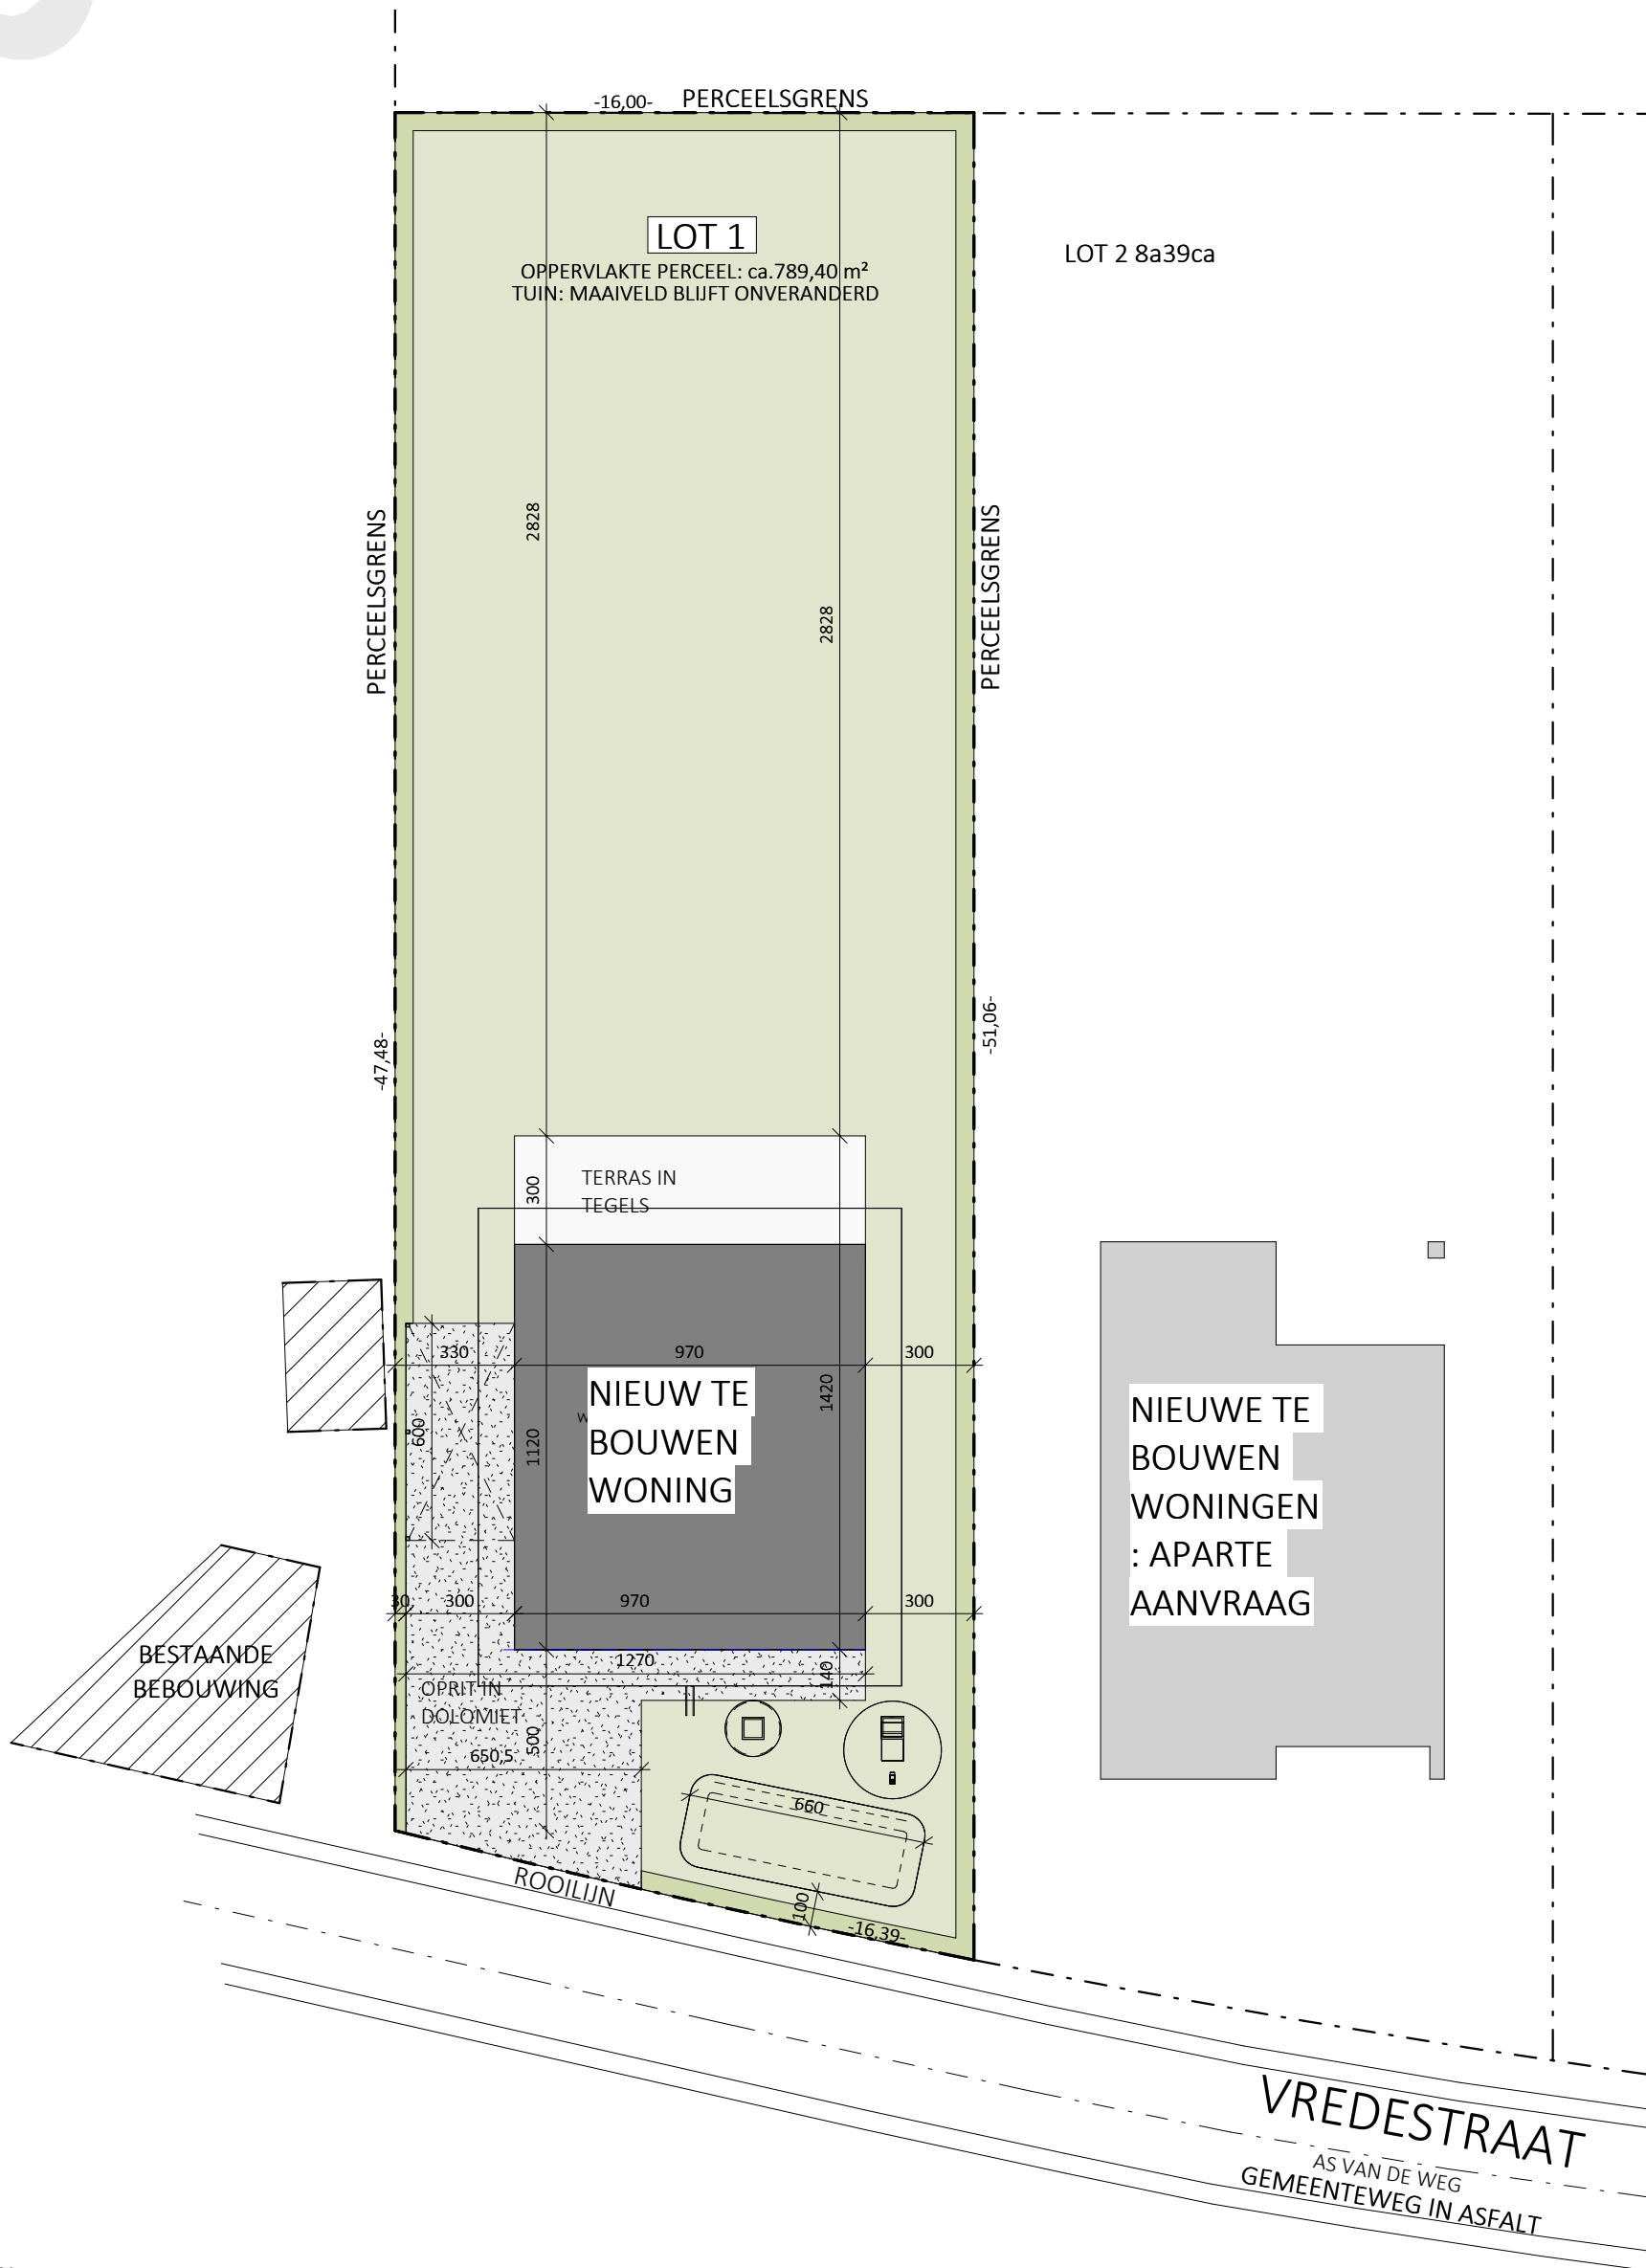 -16,00-
PERCEELSGRENS
LOT 1
OPPERVLAKTE PERCEEL: ca.789,40 m²
TUIN: MAAIVELD BLIJFT ONVERANDERD
LOT 2 8a39ca
2828
2828
PERCEELSGRENS
PERCEELSGRENS
-47,48-
-51,06-
300
TERRAS IN
TEGELS
330
970
300
600
1120
1420
NIEUW TE
BOUWEN
WONING
NIEUWE TE
BOUWEN
WONINGEN
: APARTE
AANVRAAG
30
300
970
300
BESTAANDE
BEBOUWING
1270
140
OPRIT IN
DOLOMIET
500
650,5
660
100
-16,39-
ROOILIJN
VREDESTRAAT
AS VAN DE WEG
GEMEENTEWEG IN ASFALT